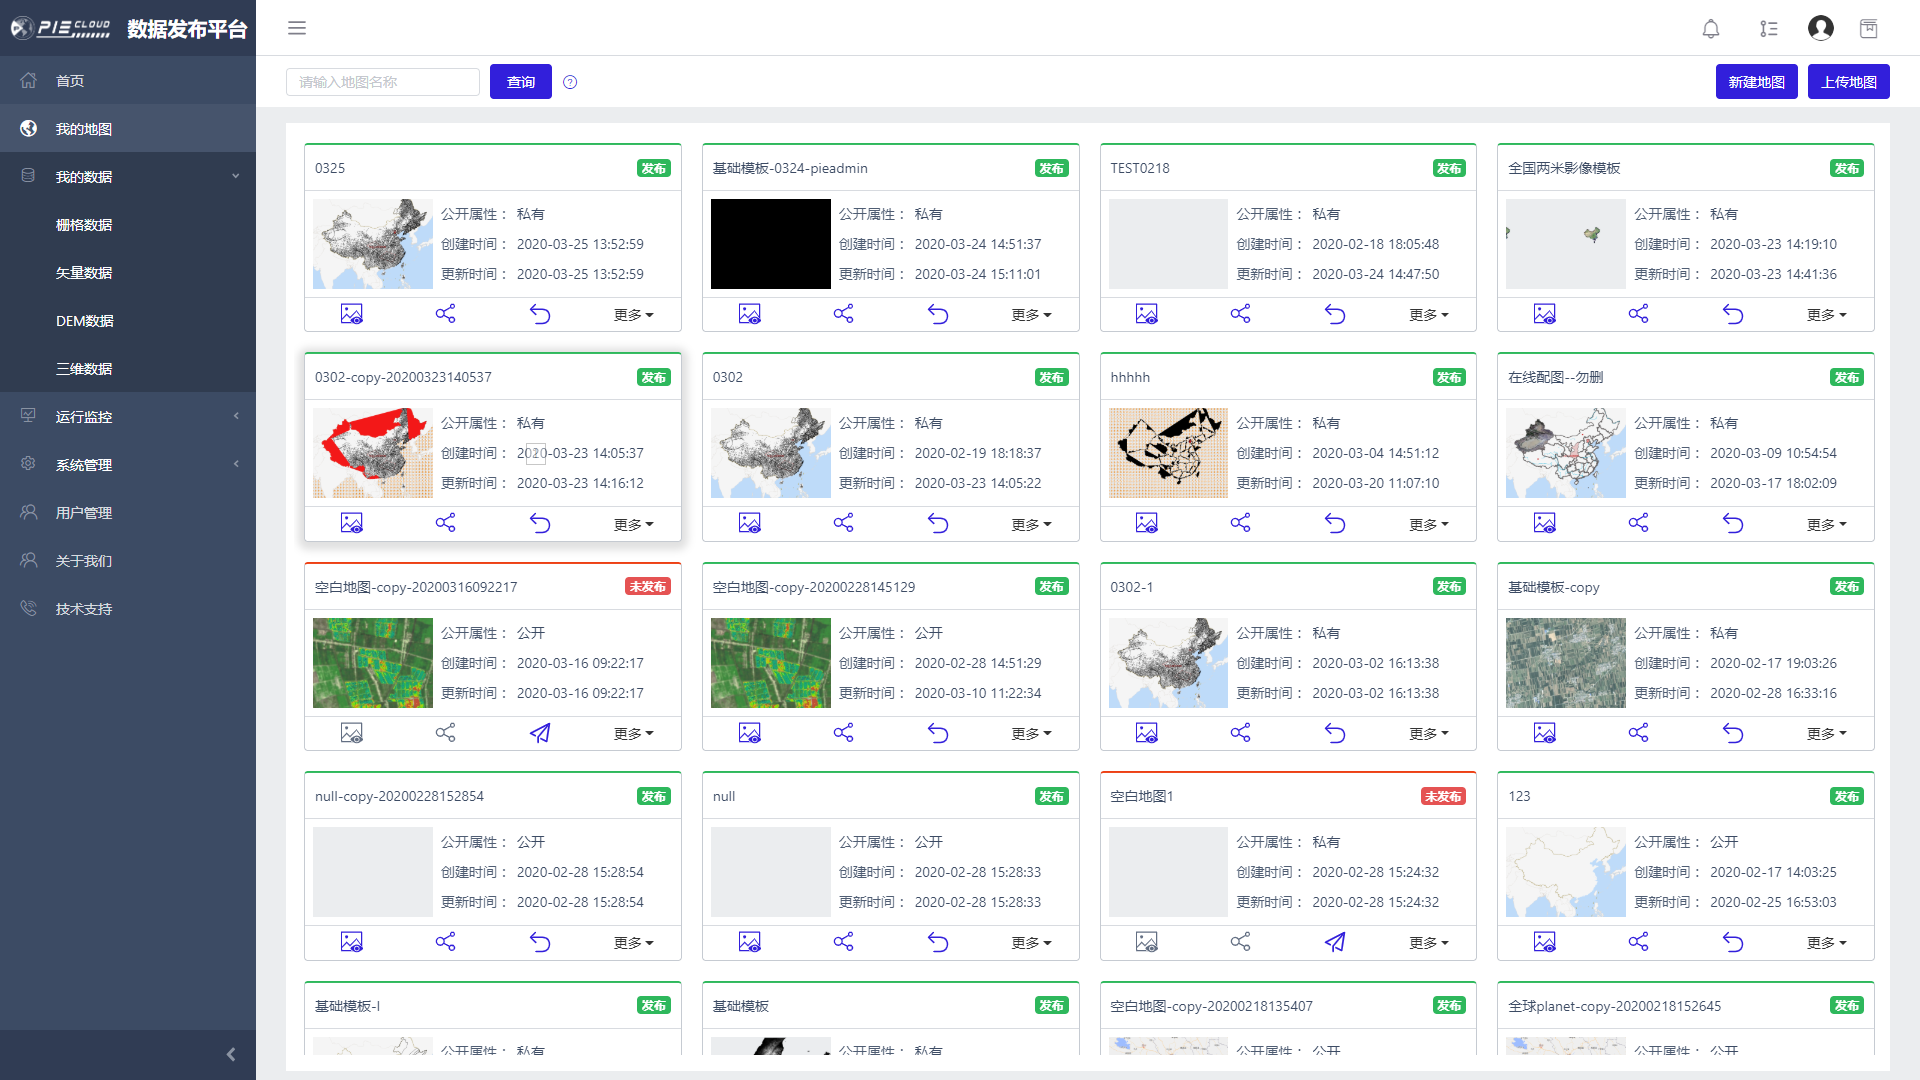 PIE CLOUD 数据发布平台
首页
我的地图
我的数据
栅格数据
矢量数据
DEM数据
三维数据
运行监控
系统管理
用户管理
关于我们
技术支持
请输入地图名称 查询 新建地图 上传地图
0325 发布
公开属性： 私有
创建时间： 2020-03-25 13:52:59
更新时间： 2020-03-25 13:52:59
更多
基础模板-0324-pieadmin 发布
公开属性： 私有
创建时间： 2020-03-24 14:51:37
更新时间： 2020-03-24 15:11:01
更多
TEST0218 发布
公开属性： 私有
创建时间： 2020-02-18 18:05:48
更新时间： 2020-03-24 14:47:50
更多
全国两米影像模板 发布
公开属性： 私有
创建时间： 2020-03-23 14:19:10
更新时间： 2020-03-23 14:41:36
更多
0302-copy-20200323140537 发布
公开属性： 私有
创建时间： 2020-03-23 14:05:37
更新时间： 2020-03-23 14:16:12
更多
0302 发布
公开属性： 私有
创建时间： 2020-02-19 18:18:37
更新时间： 2020-03-23 14:05:22
更多
hhhhh 发布
公开属性： 私有
创建时间： 2020-03-04 14:51:12
更新时间： 2020-03-20 11:07:10
更多
在线配图--勿删 发布
公开属性： 私有
创建时间： 2020-03-09 10:54:54
更新时间： 2020-03-17 18:02:09
更多
空白地图-copy-20200316092217 未发布
公开属性： 公开
创建时间： 2020-03-16 09:22:17
更新时间： 2020-03-16 09:22:17
更多
空白地图-copy-20200228145129 发布
公开属性： 公开
创建时间： 2020-02-28 14:51:29
更新时间： 2020-03-10 11:22:34
更多
0302-1 发布
公开属性： 私有
创建时间： 2020-03-02 16:13:38
更新时间： 2020-03-02 16:13:38
更多
基础模板-copy 发布
公开属性： 私有
创建时间： 2020-02-17 19:03:26
更新时间： 2020-02-28 16:33:16
更多
null-copy-20200228152854 发布
公开属性： 公开
创建时间： 2020-02-28 15:28:54
更新时间： 2020-02-28 15:28:54
更多
null 发布
公开属性： 公开
创建时间： 2020-02-28 15:28:33
更新时间： 2020-02-28 15:28:33
更多
空白地图1 未发布
公开属性： 私有
创建时间： 2020-02-28 15:24:32
更新时间： 2020-02-28 15:24:32
更多
123 发布
公开属性： 公开
创建时间： 2020-02-17 14:03:25
更新时间： 2020-02-25 16:53:03
更多
基础模板-l 发布
公开属性： 私有
基础模板 发布
公开属性： 私有
空白地图-copy-20200218135407 发布
公开属性： 公开
全球planet-copy-20200218152645 发布
公开属性： 公开